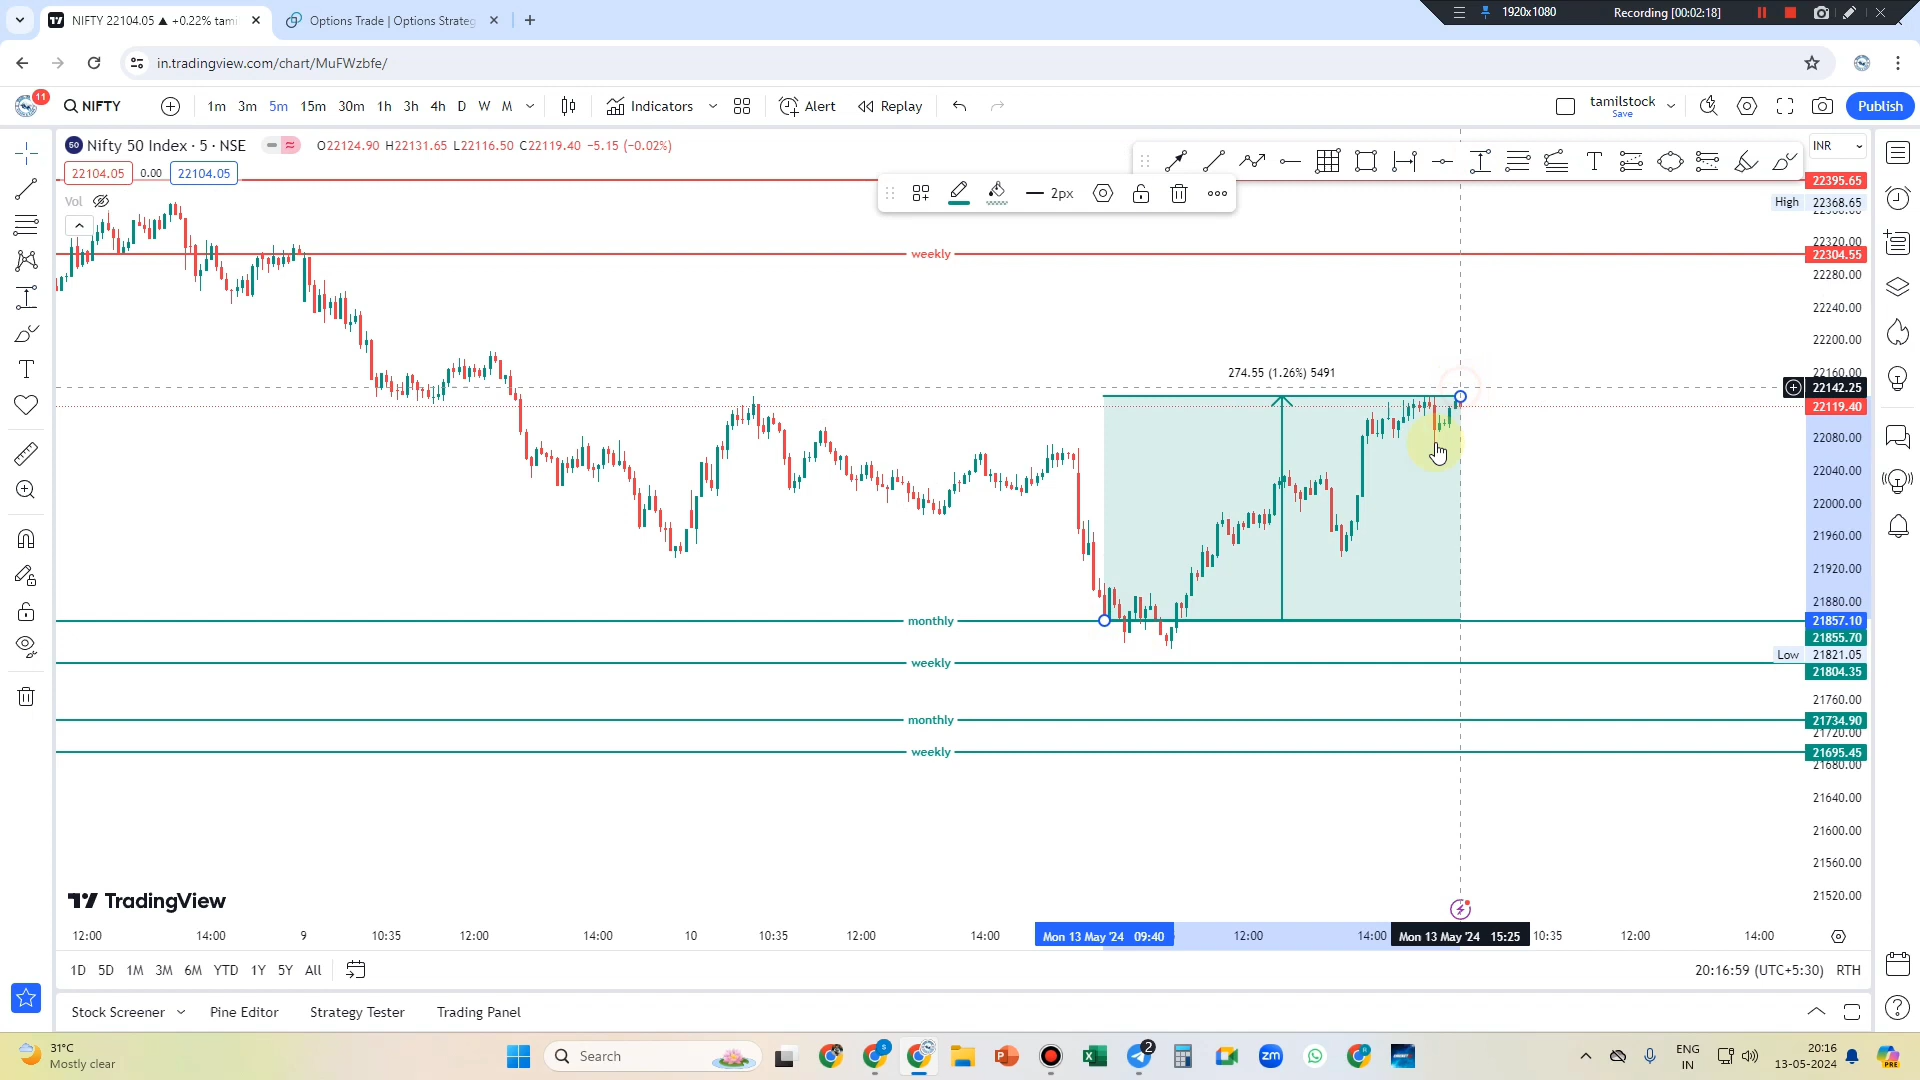 NIFTY 22104.05 ▲ +0.22% tami
Options Trade | Options Strateg
1920x1080
Recording [00:02:18]
in.tradingview.com/chart/MuFWzbfe/
11
NIFTY
1m 3m 5m 15m 30m 1h 3h 4h D W M
Indicators
Alert
Replay
tamilstock
Save
Publish
50 Nifty 50 Index · 5 · NSE
O22124.90 H22131.65 L22116.50 C22119.40 -5.15 (-0.02%)
INR
22104.05 0.00 22104.05
2px
Vol
22395.65
High 22368.65
22320.00
weekly
22304.55
22280.00
22240.00
22200.00
274.55 (1.26%) 5491
22160.00
22142.25
22119.40
22080.00
22040.00
22000.00
21960.00
21920.00
21880.00
monthly
21857.10
21855.70
Low 21821.05
weekly
21804.35
21760.00
monthly
21734.90
21720.00
weekly
21695.45
21680.00
21640.00
21600.00
21560.00
21520.00
TradingView
12:00 14:00 9 10:35 12:00 14:00 10 10:35 12:00 14:00 Mon 13 May '24 09:40 12:00 14:00 Mon 13 May '24 15:25 10:35 12:00 14:00
1D 5D 1M 3M 6M YTD 1Y 5Y All
20:16:59 (UTC+5:30) RTH
Stock Screener Pine Editor Strategy Tester Trading Panel
31°C
Mostly clear
Search
2
zm
ENG
IN
20:16
13-05-2024
PRE